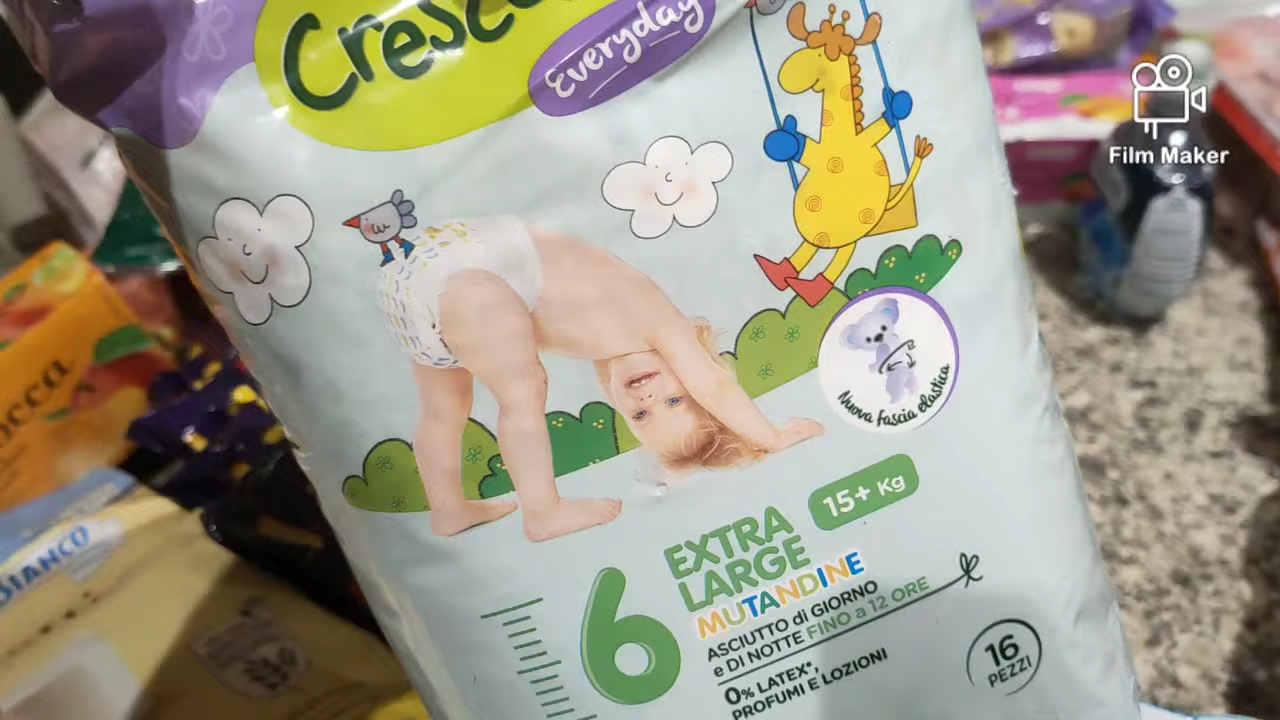 Everyday
Film Maker
Nuova fascia elastica
15+ Kg
EXTRA
LARGE
MUTANDINE
6
ASCIUTTO di GIORNO
e DI NOTTE FINO a 12 ORE
0% LATEX*,
PROFUMI E LOZIONI
16
PEZZI
BIANCO